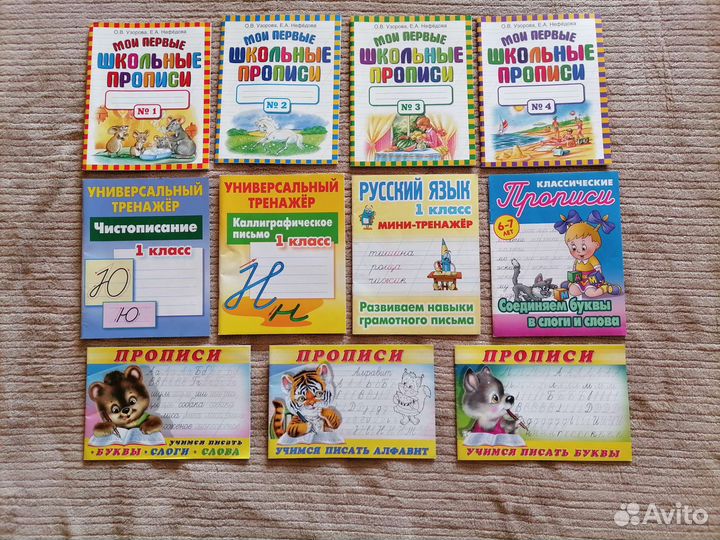 О.В. Узорова, Е.А. Нефёдова
МОИ ПЕРВЫЕ
ШКОЛЬНЫЕ
ПРОПИСИ
№ 1
О.В. Узорова, Е.А. Нефёдова
МОИ ПЕРВЫЕ
ШКОЛЬНЫЕ
ПРОПИСИ
№ 2
О.В. Узорова, Е.А. Нефёдова
МОИ ПЕРВЫЕ
ШКОЛЬНЫЕ
ПРОПИСИ
№ 3
О.В. Узорова, Е.А. Нефёдова
МОИ ПЕРВЫЕ
ШКОЛЬНЫЕ
ПРОПИСИ
№ 4
УНИВЕРСАЛЬНЫЙ
ТРЕНАЖЁР
Чистописание
1 класс
Ю
Ю
УНИВЕРСАЛЬНЫЙ
ТРЕНАЖЁР
Каллиграфическое
письмо
1 класс
Н н
РУССКИЙ ЯЗЫК
1 класс
МИНИ-ТРЕНАЖЁР
тишина
роща
чижик
Развиваем навыки
грамотного письма
КЛАССИЧЕСКИЕ
Прописи
6-7
ЛЕТ
Соединяем буквы
в слоги и слова
ПРОПИСИ
УЧИМСЯ ПИСАТЬ
БУКВЫ • СЛОГИ • СЛОВА
ПРОПИСИ
Алфавит
УЧИМСЯ ПИСАТЬ АЛФАВИТ
ПРОПИСИ
УЧИМСЯ ПИСАТЬ БУКВЫ
Avito